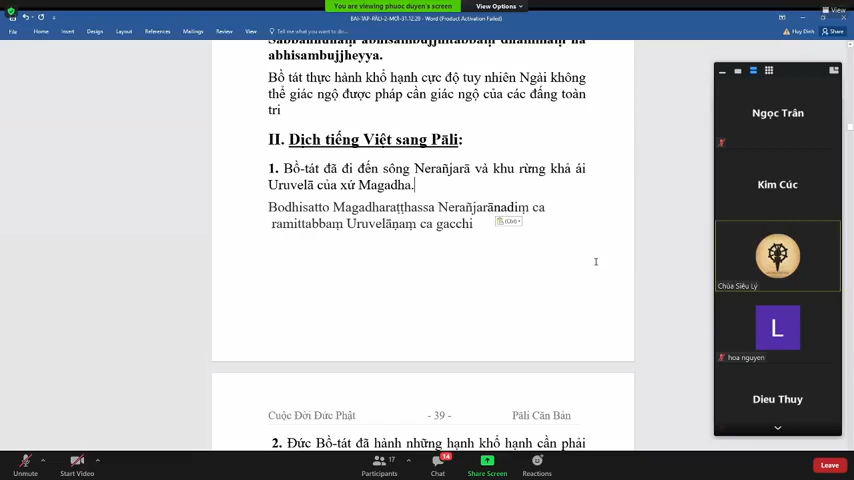 You are viewing phuoc duyen's screen
View Options
View
BAI-TAP-PALI-2-MOI-31.12.20 - Word (Product Activation Failed)
File
Home
Insert
Design
Layout
References
Mailings
Review
View
Tell me what you want to do...
Huy Dinh
Share
abhisambujjheyya.
Bồ tát thực hành khổ hạnh cực độ tuy nhiên Ngài không
thể giác ngộ được pháp cần giác ngộ của các đấng toàn
tri
II. Dịch tiếng Việt sang Pāli:
1. Bồ-tát đã đi đến sông Nerañjarā và khu rừng khả ái
Uruvelā của xứ Magadha.
Bodhisatto Magadharaṭṭhassa Nerañjarānadiṃ ca
ramittabbaṃ Uruvelāṇaṃ ca gacchi
(Ctrl)
Cuộc Đời Đức Phật - 39 - Pāli Căn Bản
2. Đức Bồ-tát đã hành những hạnh khổ hạnh cần phải
Ngọc Trân
Kim Cúc
Chùa Siêu Lý
L
hoa nguyen
Dieu Thuy
Unmute
Start Video
17
Participants
14
Chat
Share Screen
Reactions
Leave